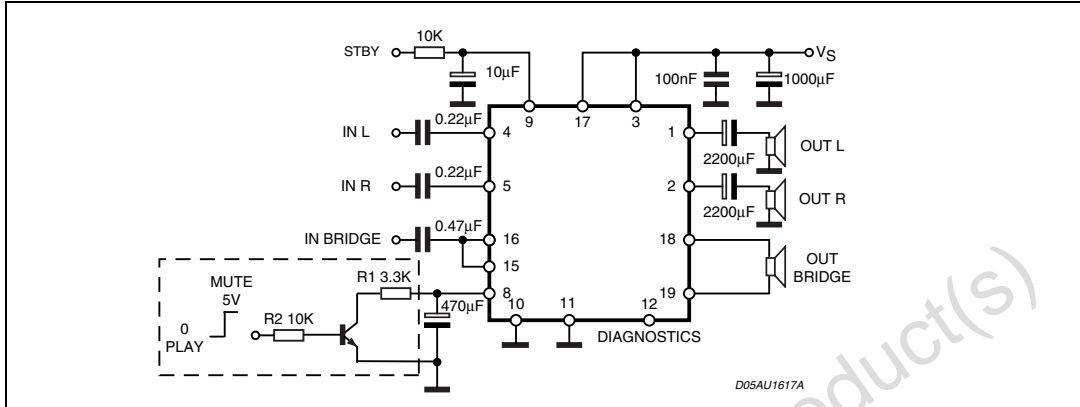 STBY
10K
10µF
100nF
1000µF
VS
9
17
3
IN L
0.22µF
4
1
2200µF
OUT L
IN R
0.22µF
5
2
2200µF
OUT R
IN BRIDGE
0.47µF
16
15
18
OUT
BRIDGE
19
MUTE
5V
0
PLAY
R2 10K
R1 3.3K
470µF
8
10
11
12
DIAGNOSTICS
D05AU1617A
oduct(s)